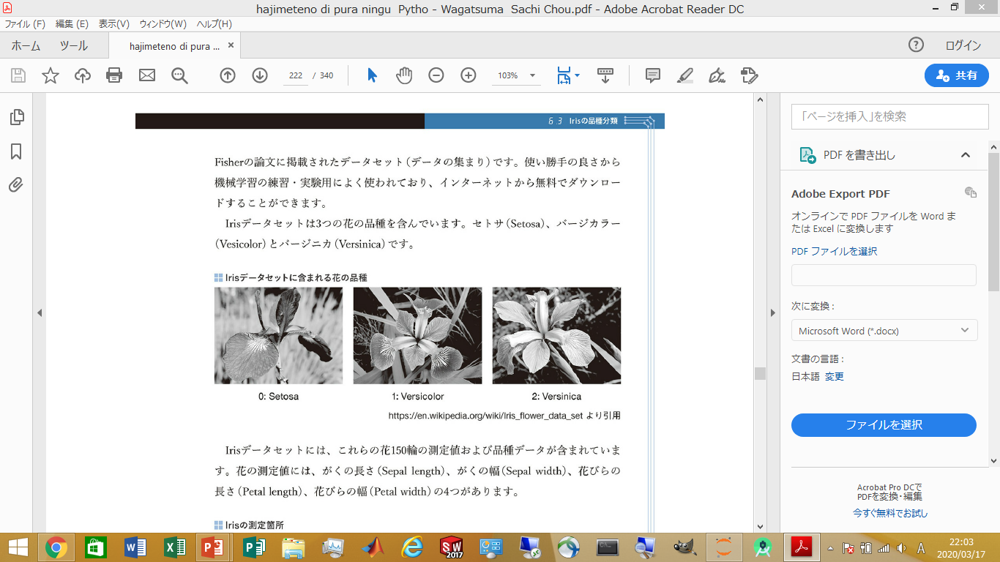 hajimeteno di pura ningu Pytho - Wagatsuma Sachi Chou.pdf - Adobe Acrobat Reader DC
ファイル (F) 編集 (E) 表示(V) ウィンドウ(W) ヘルプ(H)
ホーム ツール hajimeteno di pura ... × ログイン
222 / 340 103% 共有
6.3 Irisの品種分類
Fisherの論文に掲載されたデータセット（データの集まり）です。使い勝手の良さから
機械学習の練習・実験用によく使われており、インターネットから無料でダウンロー
ドすることができます。
Irisデータセットは3つの花の品種を含んでいます。セトサ（Setosa）、バージカラー
（Vesicolor）とバージニカ（Versinica）です。
Irisデータセットに含まれる花の品種
0: Setosa 1: Versicolor 2: Versinica
https://en.wikipedia.org/wiki/Iris_flower_data_set より引用
Irisデータセットには、これらの花150輪の測定値および品種データが含まれていま
す。花の測定値には、がくの長さ（Sepal length）、がくの幅（Sepal width）、花びらの
長さ（Petal length）、花びらの幅（Petal width）の4つがあります。
Irisの測定箇所
「ページを挿入」を検索
PDF を書き出し
Adobe Export PDF
オンラインで PDF ファイルを Word ま
たは Excel に変換します
PDF ファイルを選択
次に変換 :
Microsoft Word (*.docx)
文書の言語 :
日本語 変更
ファイルを選択
Acrobat Pro DCで
PDFを変換・編集
今すぐ無料でお試し
SW 2017
A
22:03
2020/03/17